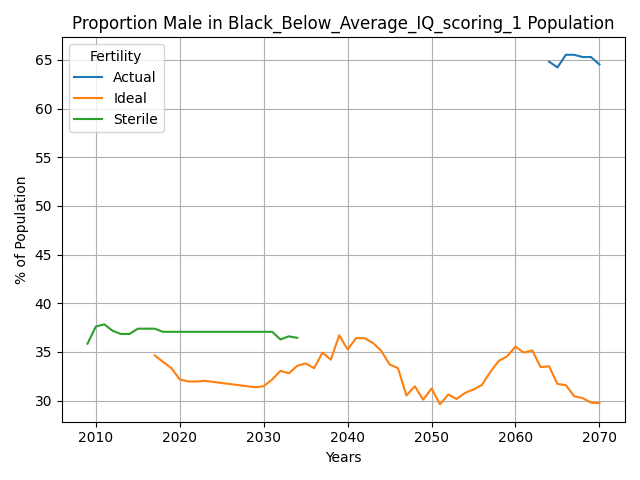 Proportion Male in Black_Below_Average_IQ_scoring_1 Population
Fertility
Actual
Ideal
Sterile
% of Population
65
60
55
50
45
40
35
30
2010 2020 2030 2040 2050 2060 2070
Years